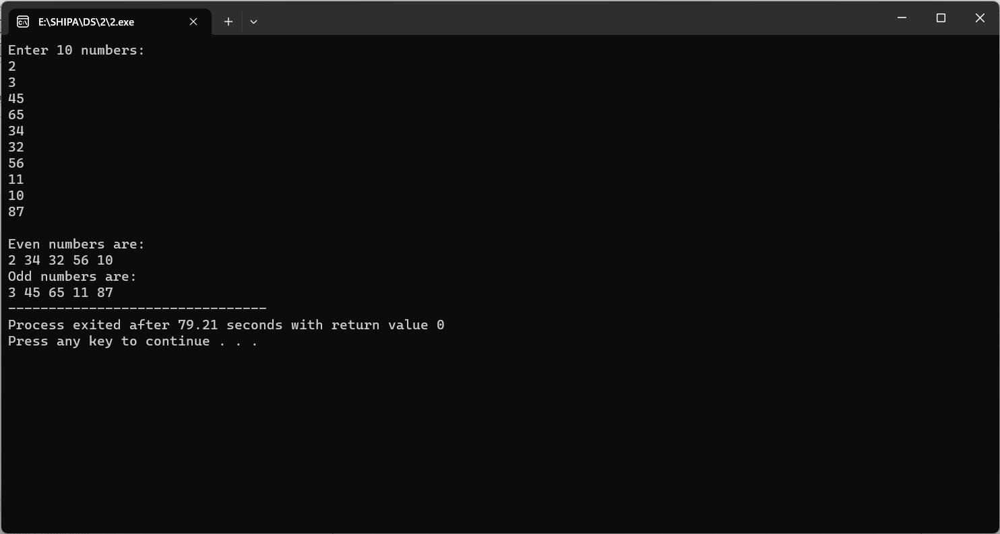 E:\SHIPA\DS\2\2.exe
Enter 10 numbers:
2
3
45
65
34
32
56
11
10
87
Even numbers are:
2 34 32 56 10
Odd numbers are:
3 45 65 11 87
--------------------------------
Process exited after 79.21 seconds with return value 0
Press any key to continue . . .